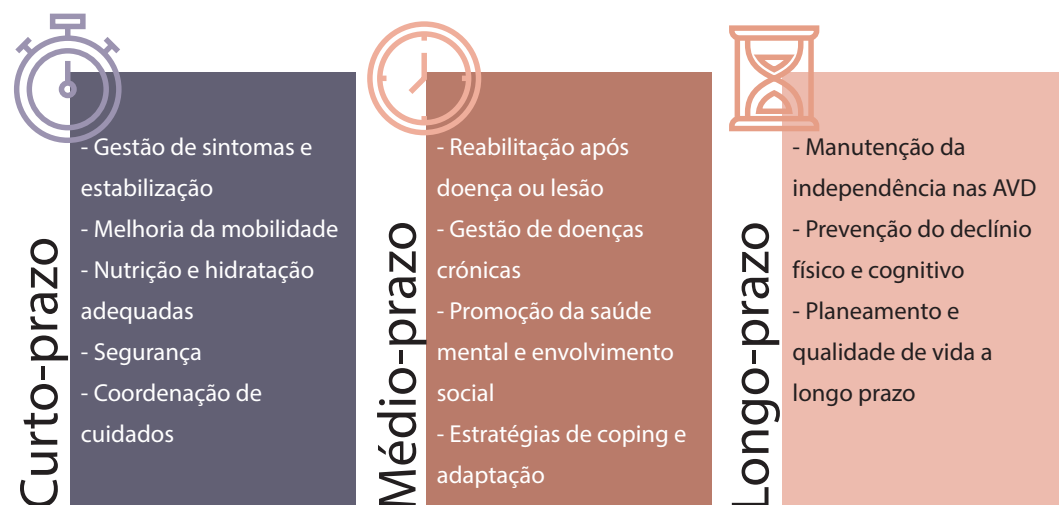 Curto-prazo
- Gestão de sintomas e
estabilização
- Melhoria da mobilidade
- Nutrição e hidratação
adequadas
- Segurança
- Coordenação de
cuidados
Médio-prazo
- Reabilitação após
doença ou lesão
- Gestão de doenças
crónicas
- Promoção da saúde
mental e envolvimento
social
- Estratégias de coping e
adaptação
Longo-prazo
- Manutenção da
independência nas AVD
- Prevenção do declínio
físico e cognitivo
- Planeamento e
qualidade de vida a
longo prazo